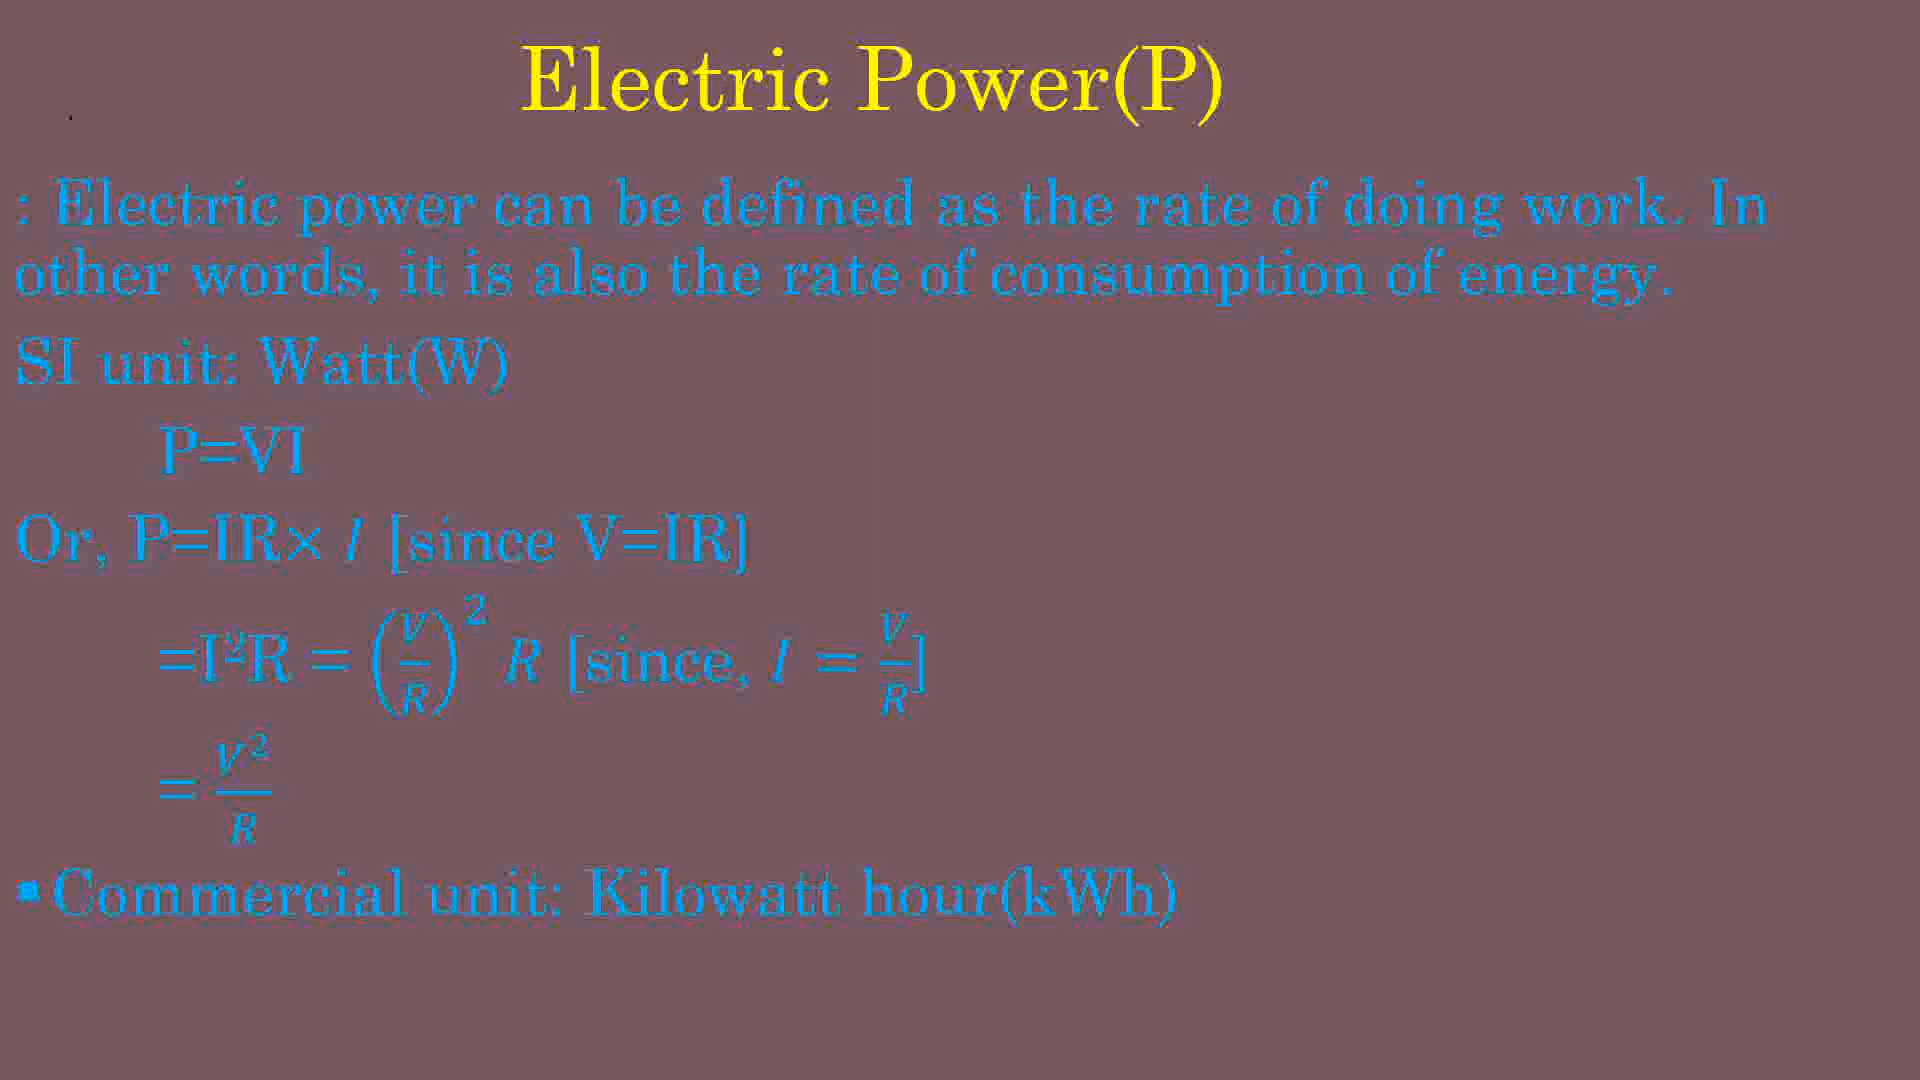 Electric Power(P)
: Electric power can be defined as the rate of doing work. In
other words, it is also the rate of consumption of energy.
SI unit: Watt(W)
P=VI
Or, P=IR× I [since V=IR]
=I²R = (V/R)² R [since, I = V/R]
= V²/R
▪Commercial unit: Kilowatt hour(kWh)